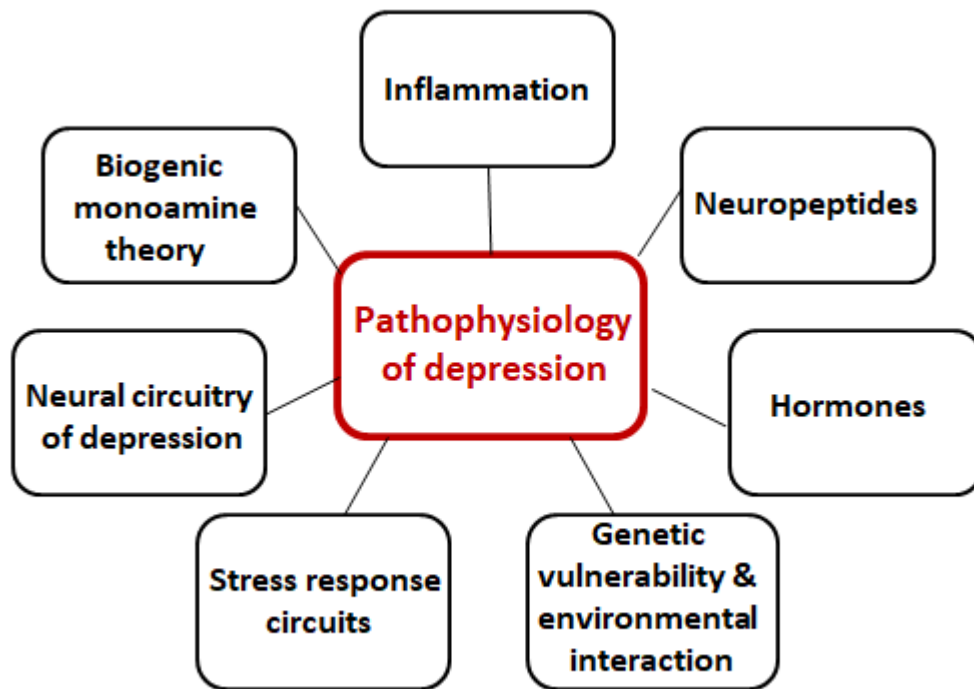 Inflammation
Biogenic
monoamine
theory
Neuropeptides
Pathophysiology
of depression
Neural circuitry
of depression
Hormones
Stress response
circuits
Genetic
vulnerability &
environmental
interaction